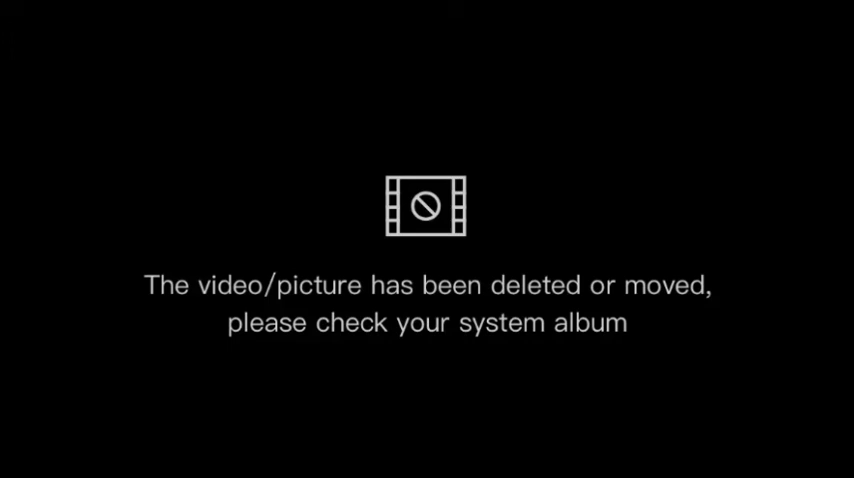 The video/picture has been deleted or moved,
please check your system album